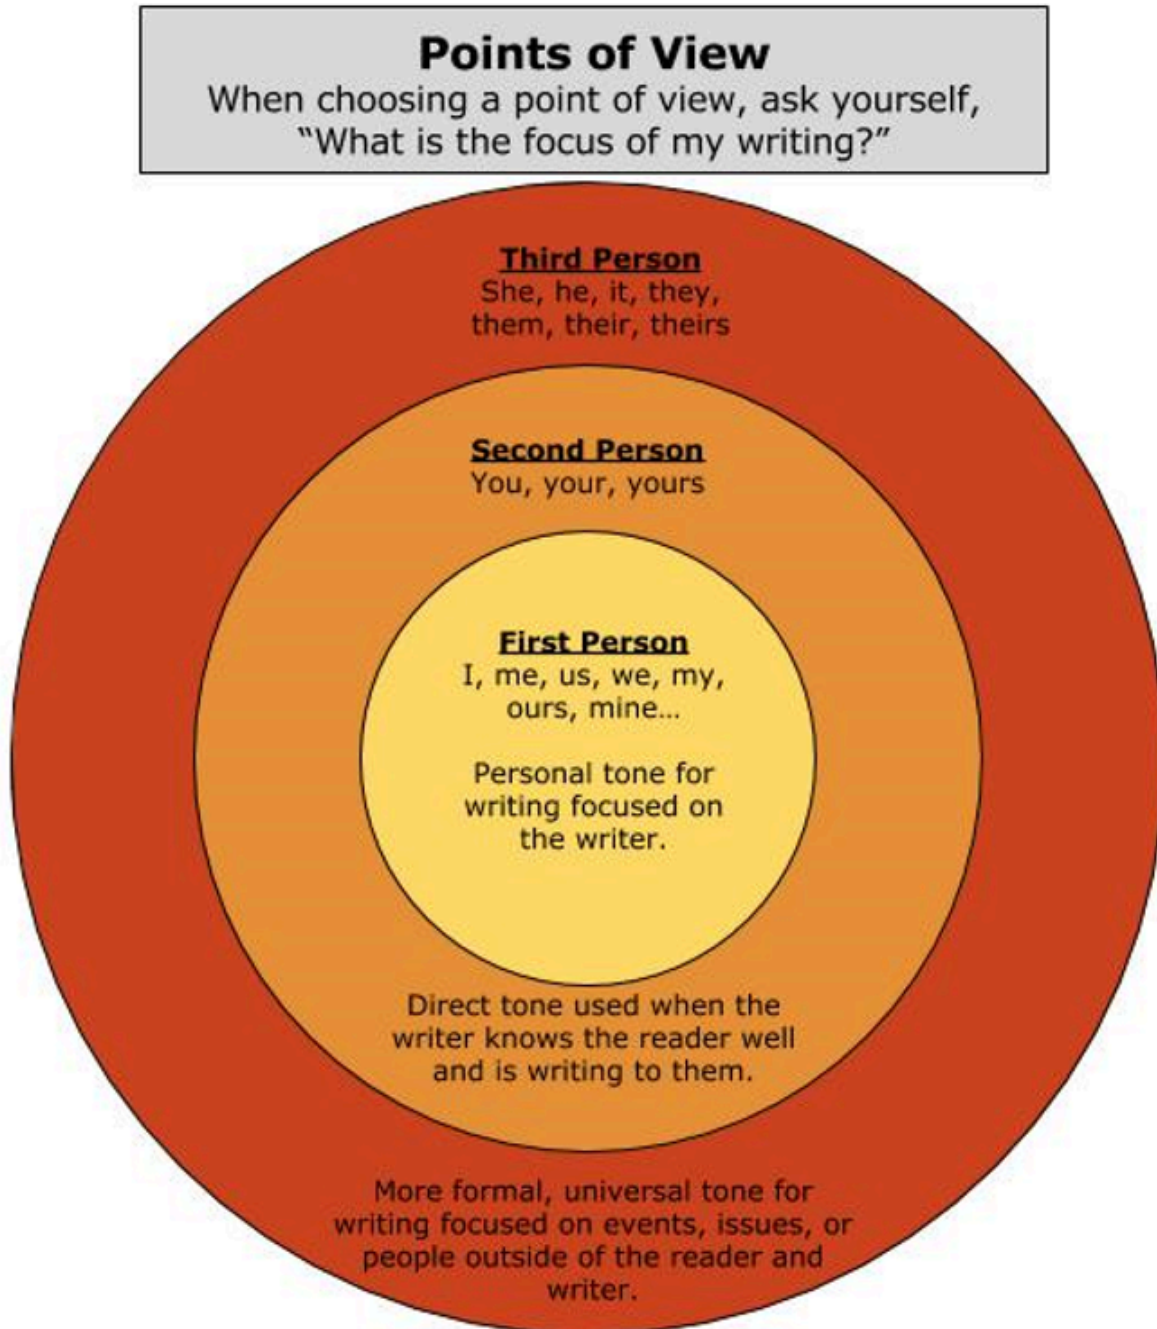 Points of View
When choosing a point of view, ask yourself,
“What is the focus of my writing?”
Third Person
She, he, it, they,
them, their, theirs
Second Person
You, your, yours
First Person
I, me, us, we, my,
ours, mine…
Personal tone for
writing focused on
the writer.
Direct tone used when the
writer knows the reader well
and is writing to them.
More formal, universal tone for
writing focused on events, issues, or
people outside of the reader and
writer.